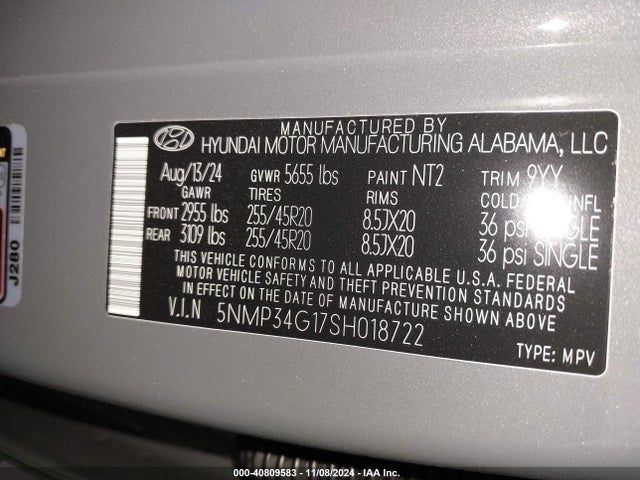 MANUFACTURED BY
HYUNDAI MOTOR MANUFACTURING ALABAMA, LLC
Aug/13/24 GVWR 5655 lbs PAINT NT2 TRIM 9YY
GAWR TIRES RIMS COLD INFL
FRONT 2955 lbs 255/45R20 8.5JX20 36 psi SINGLE
REAR 3109 lbs 255/45R20 8.5JX20 36 psi SINGLE
THIS VEHICLE CONFORMS TO ALL APPLICABLE U.S.A. FEDERAL
MOTOR VEHICLE SAFETY AND THEFT PREVENTION STANDARDS
IN EFFECT ON THE DATE OF MANUFACTURE SHOWN ABOVE
V.I.N 5NMP34G17SH018722
TYPE: MPV
J280
000-40809583 - 11/08/2024 - IAA Inc.